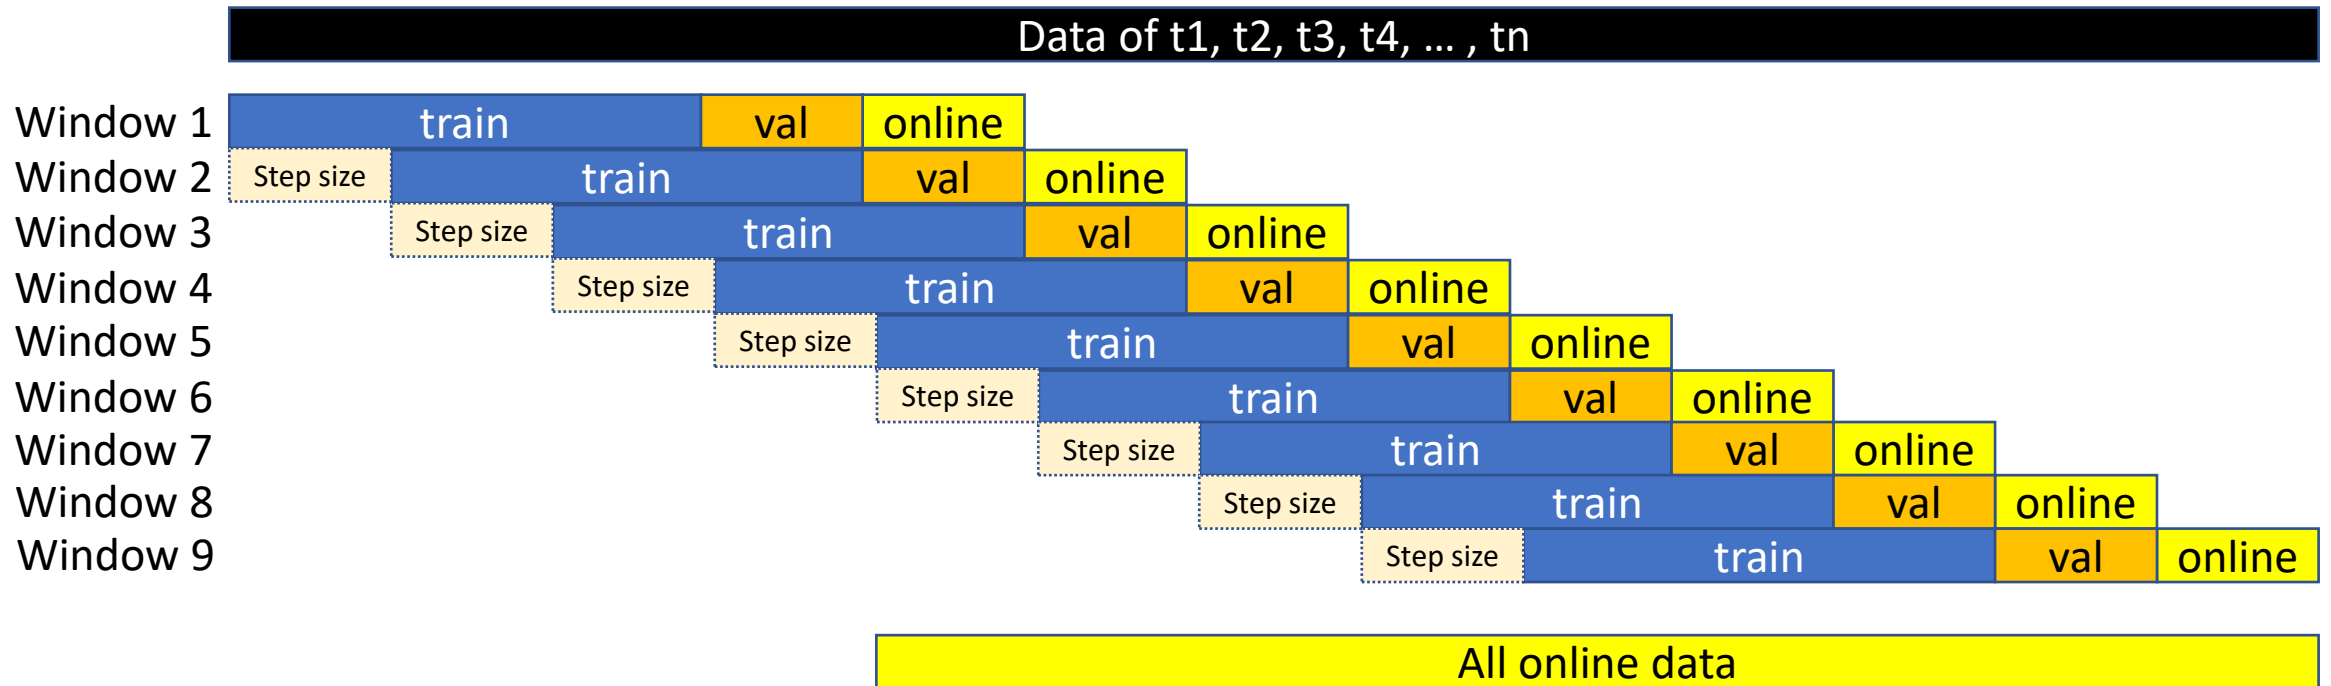 Data of t1, t2, t3, t4, ... , tn
Window 1 train val online
Window 2 Step size train val online
Window 3 Step size train val online
Window 4 Step size train val online
Window 5 Step size train val online
Window 6 Step size train val online
Window 7 Step size train val online
Window 8 Step size train val online
Window 9 Step size train val online
All online data